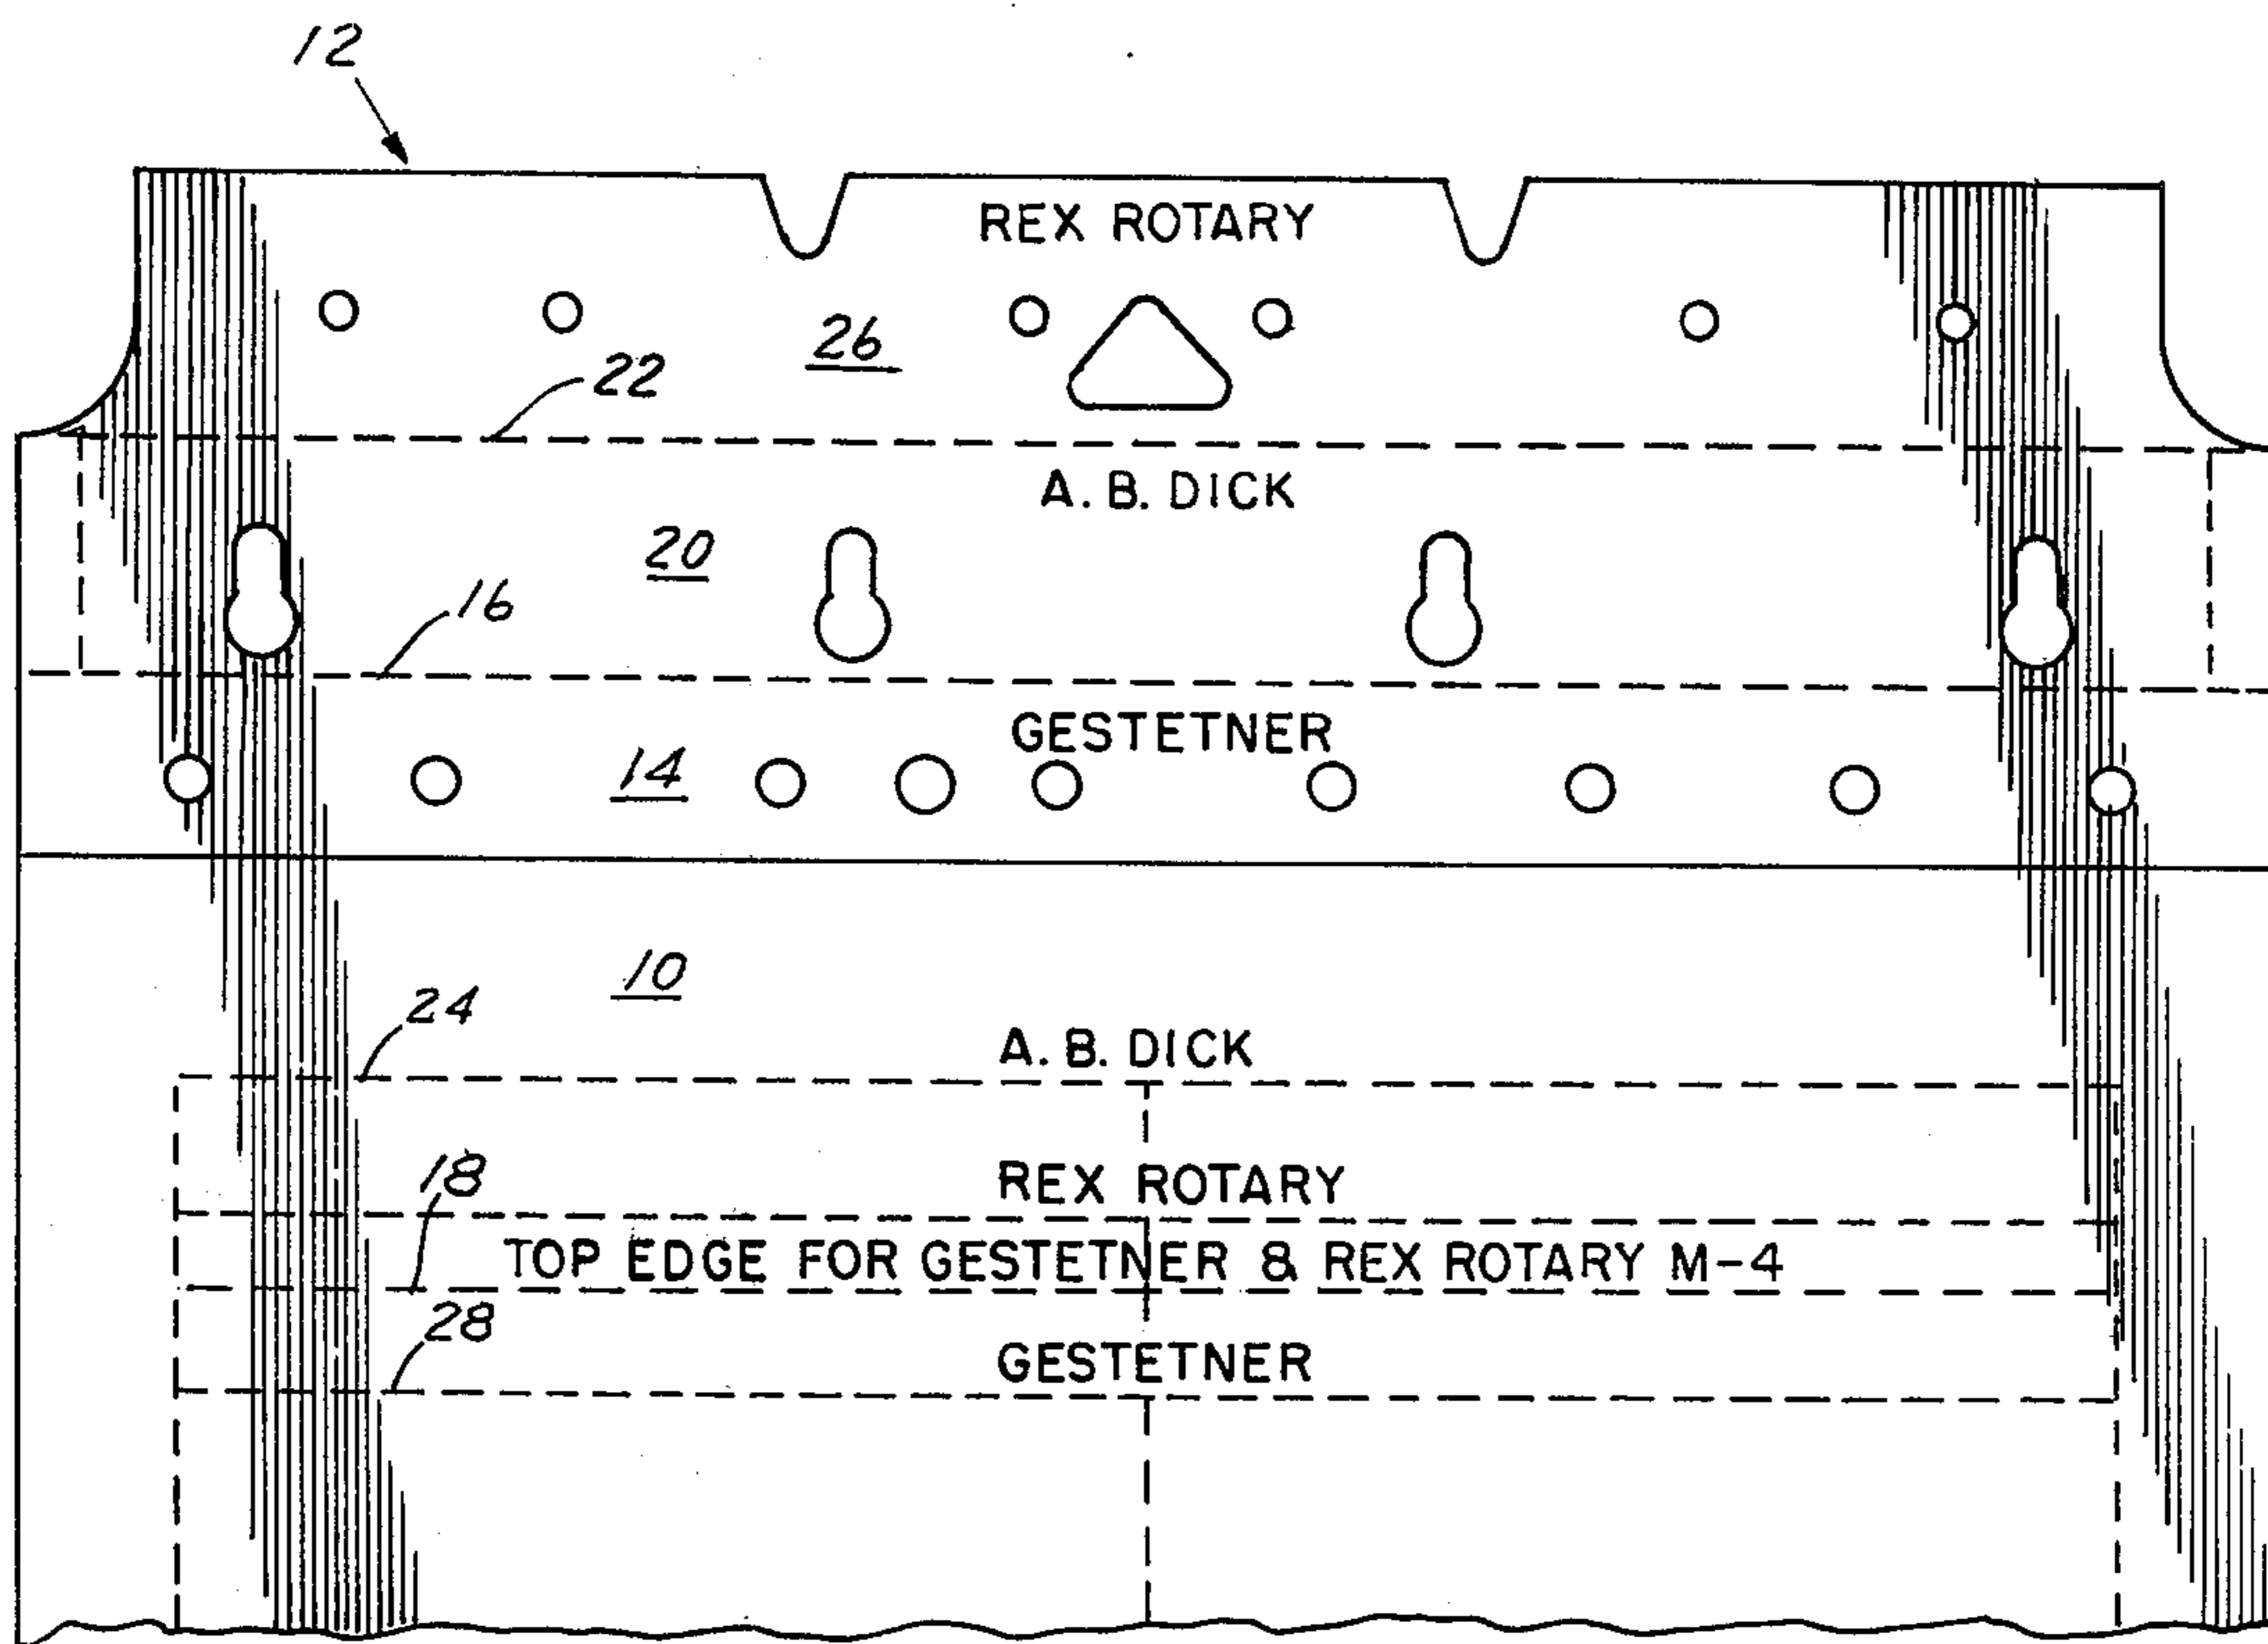 12
REX ROTARY
26
22
A. B. DICK
20
16
GESTETNER
14
10
24
A. B. DICK
REX ROTARY
18
TOP EDGE FOR GESTETNER & REX ROTARY M-4
28
GESTETNER